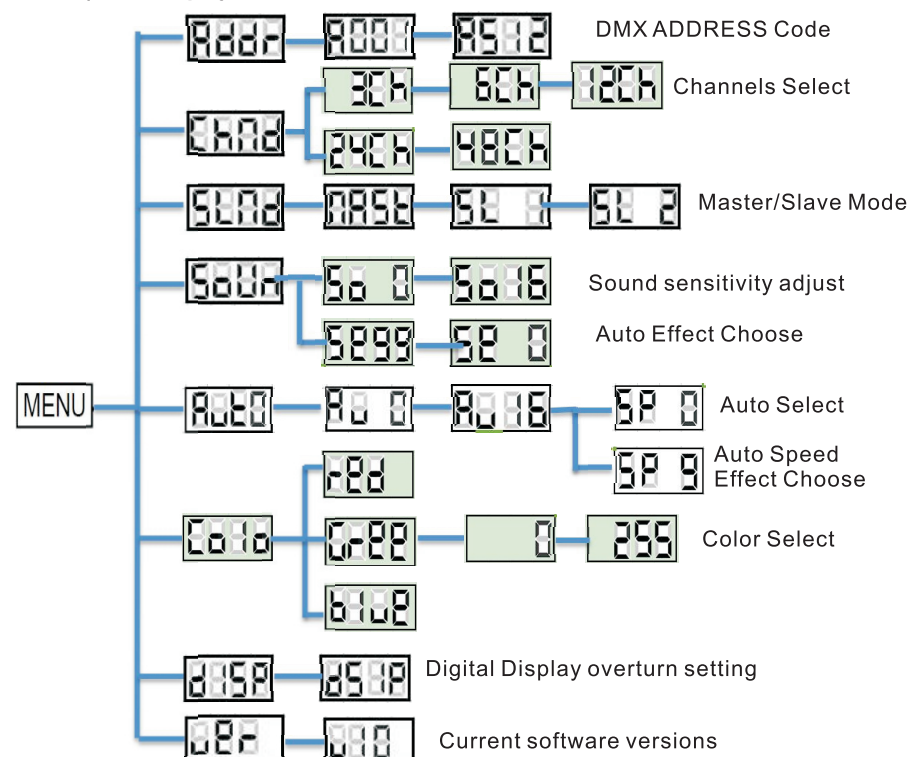 Addr A001 A512 DMX ADDRESS Code
3Ch 6Ch 12Ch Channels Select
ChNd
24Ch 48Ch
SLNd NASt SL 1 SL 2 Master/Slave Mode
SoUn So 0 So16 Sound sensitivity adjust
SE99 SE 0 Auto Effect Choose
MENU
AUtO Au 0 Au16 SP 0 Auto Select
SP 9 Auto Speed
Effect Choose
rEd
Colo GrEE 0 255 Color Select
bluE
diSP dSIP Digital Display overturn setting
uEr u10 Current software versions